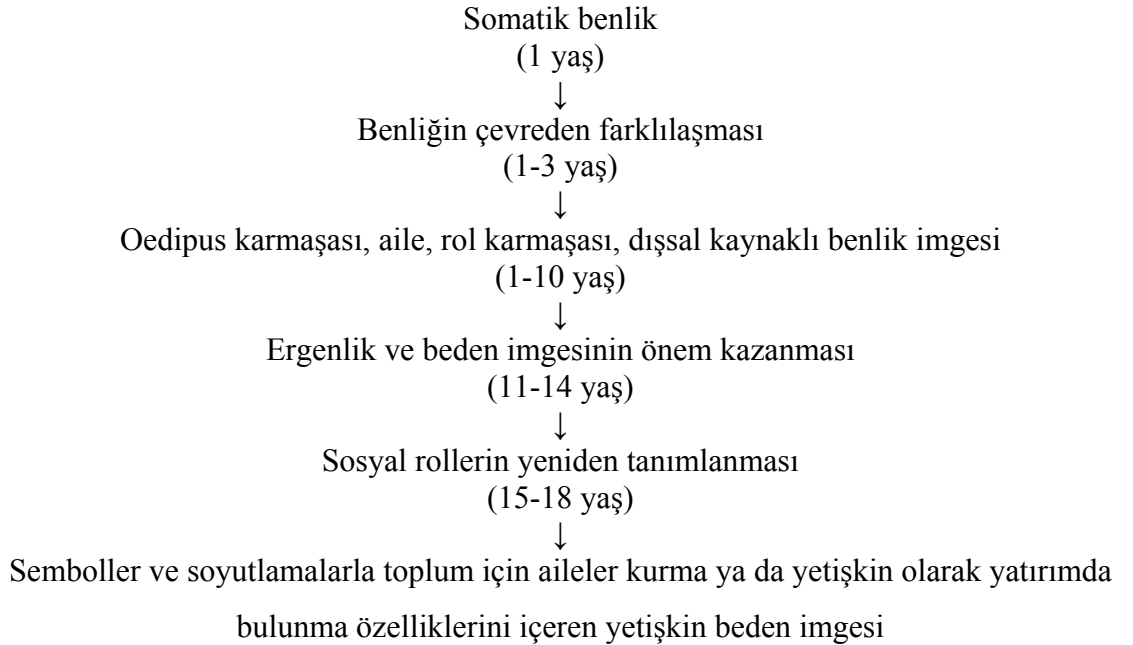 Somatik benlik
(1 yaş)
↓
Benliğin çevreden farklılaşması
(1-3 yaş)
↓
Oedipus karmaşası, aile, rol karmaşası, dışsal kaynaklı benlik imgesi
(1-10 yaş)
↓
Ergenlik ve beden imgesinin önem kazanması
(11-14 yaş)
↓
Sosyal rollerin yeniden tanımlanması
(15-18 yaş)
↓
Semboller ve soyutlamalarla toplum için aileler kurma ya da yetişkin olarak yatırımda
bulunma özelliklerini içeren yetişkin beden imgesi